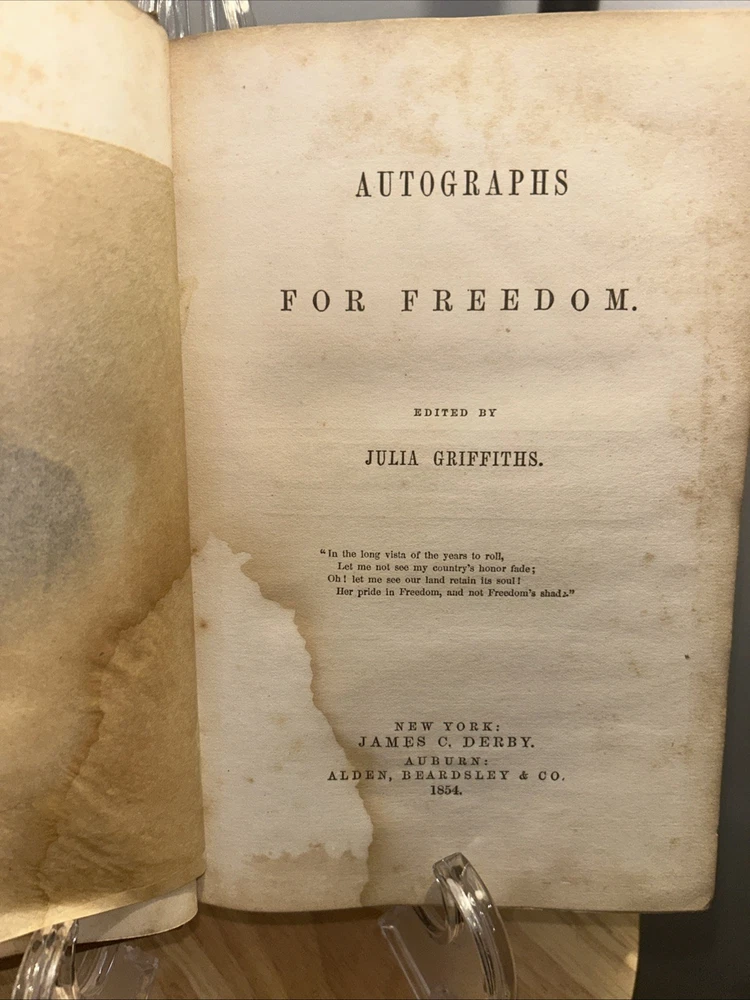 AUTOGRAPHS
FOR FREEDOM.
EDITED BY
JULIA GRIFFITHS.
“In the long vista of the years to roll,
Let me not see my country's honor fade;
Oh! let me see our land retain its soul!
Her pride in Freedom, and not Freedom's shade.”
NEW YORK:
JAMES C. DERBY.
AUBURN:
ALDEN, BEARDSLEY & CO.
1854.